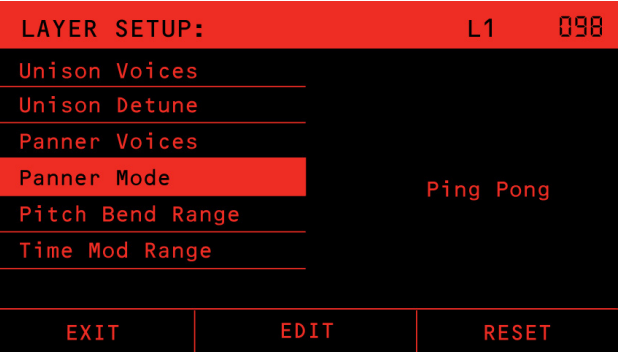 LAYER SETUP: L1 098
Unison Voices
Unison Detune
Panner Voices
Panner Mode
Ping Pong
Pitch Bend Range
Time Mod Range
EXIT EDIT RESET